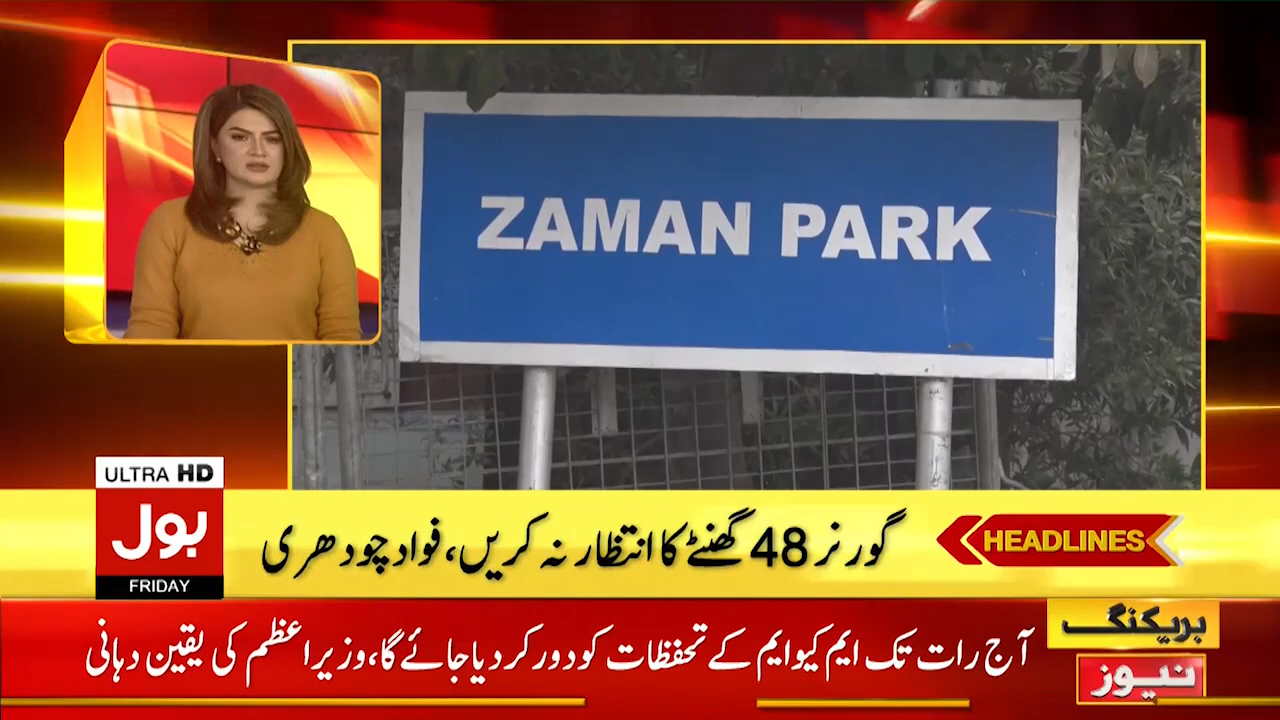 ZAMAN PARK
ULTRA HD
بول
FRIDAY
گورنر 48 گھنٹے کا انتظار نہ کریں، فواد چودھری
HEADLINES
بریکنگ
نیوز
آج رات تک ایم کیو ایم کے تحفظات کو دور کر دیا جائے گا، وزیراعظم کی یقین دہانی